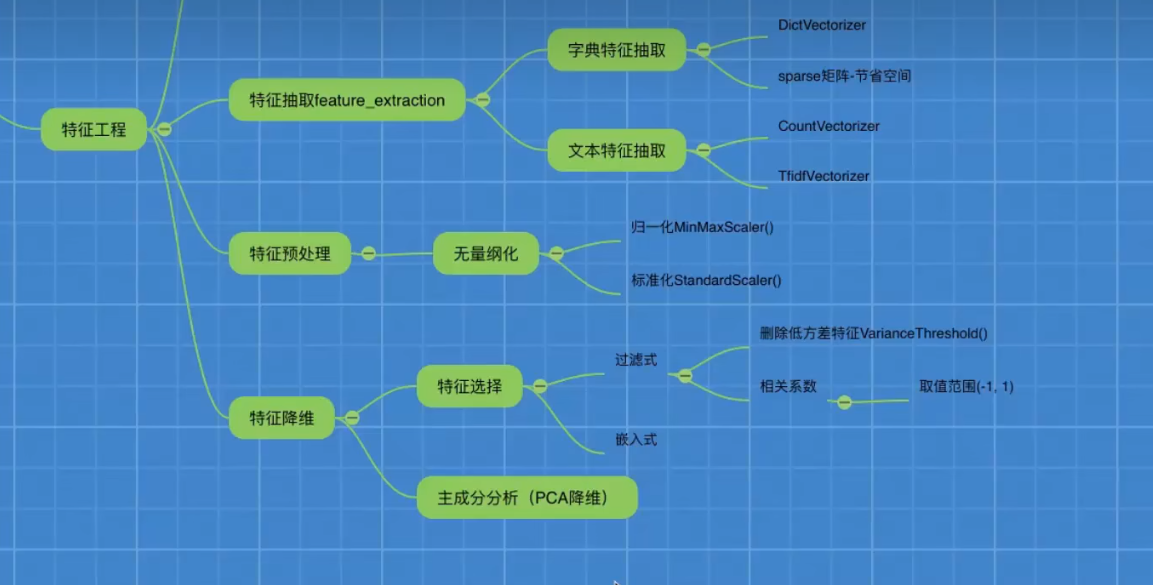 DictVectorizer
字典特征抽取
sparse矩阵-节省空间
特征抽取feature_extraction
特征工程
CountVectorizer
文本特征抽取
TfidfVectorizer
归一化MinMaxScaler()
特征预处理
无量纲化
标准化StandardScaler()
删除低方差特征VarianceThreshold()
过滤式
特征选择
相关系数
取值范围(-1, 1)
特征降维
嵌入式
主成分分析（PCA降维）